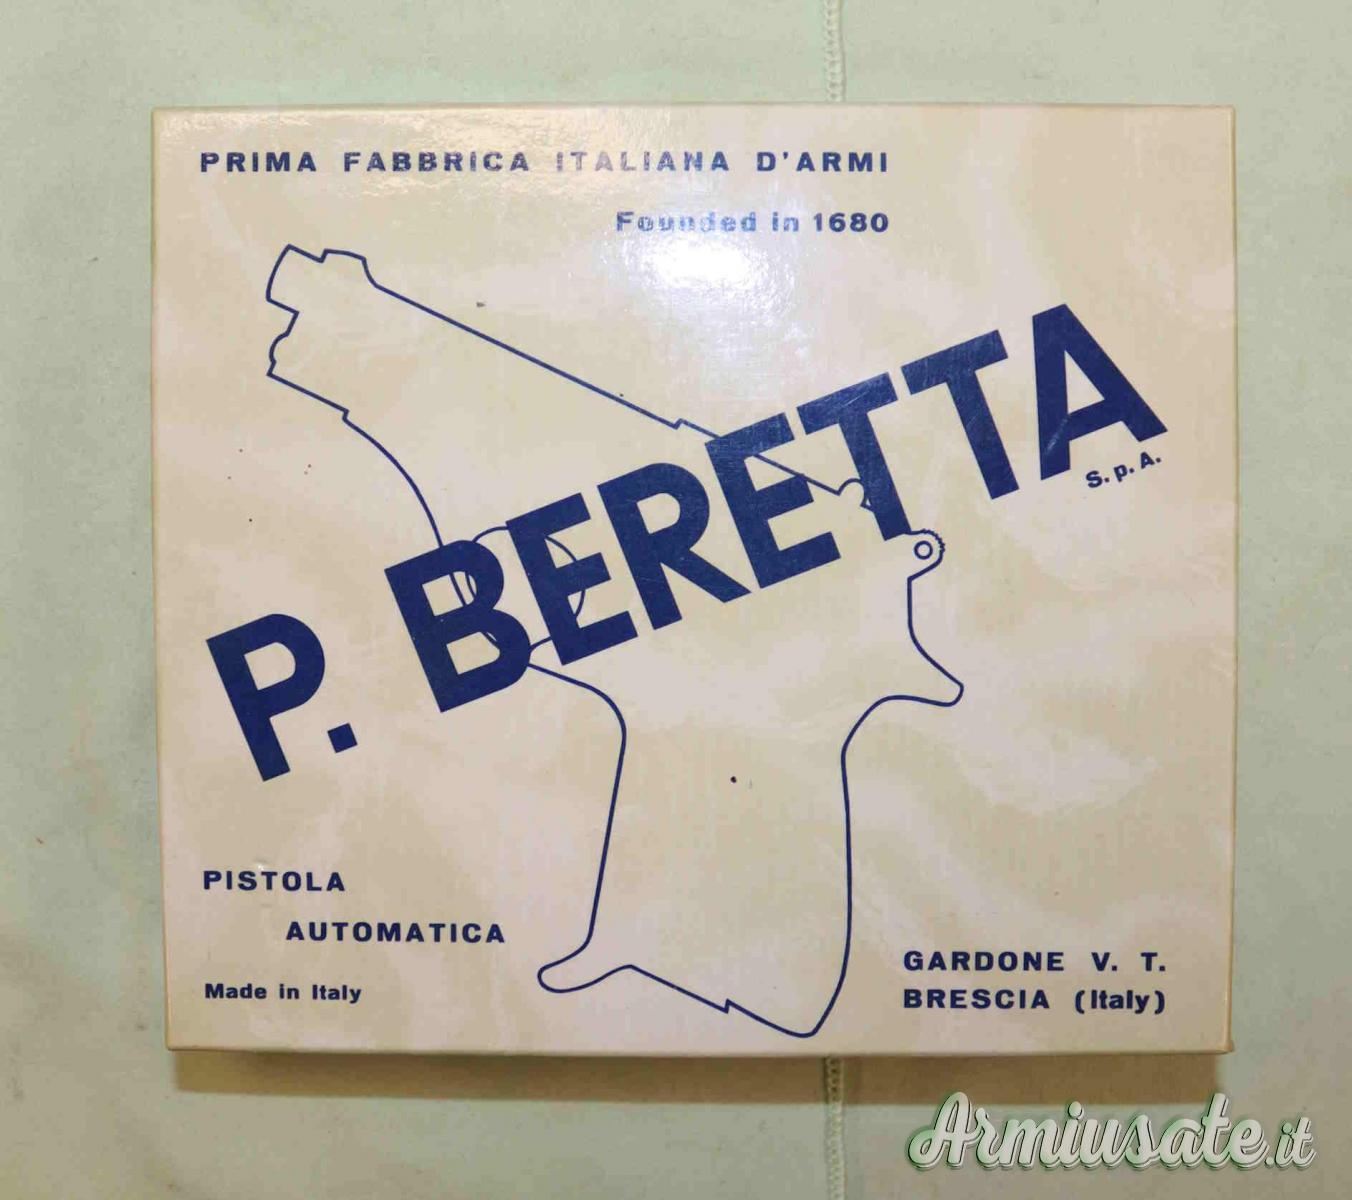 PRIMA FABBRICA ITALIANA D'ARMI
Founded in 1680
P. BERETTA
S.p.A.
PISTOLA
AUTOMATICA
Made in Italy
GARDONE V. T.
BRESCIA (Italy)
Armiusate.it